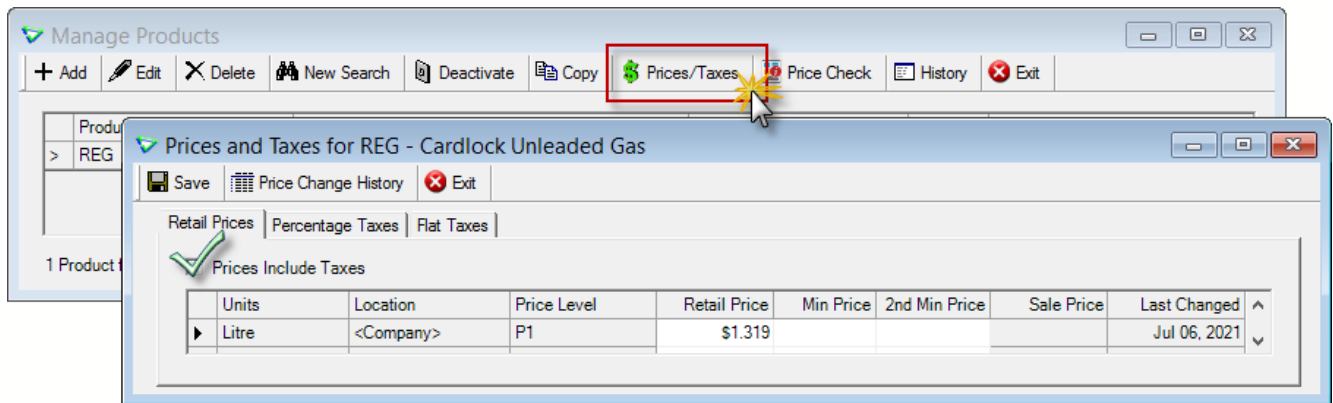 Manage Products
Add Edit Delete New Search Deactivate Copy Prices/Taxes Price Check History Exit
Produ
> REG
1 Product
Prices and Taxes for REG - Cardlock Unleaded Gas
Save Price Change History Exit
Retail Prices Percentage Taxes Flat Taxes
Prices Include Taxes
Units Location Price Level Retail Price Min Price 2nd Min Price Sale Price Last Changed
Litre <Company> P1 $1.319 Jul 06, 2021